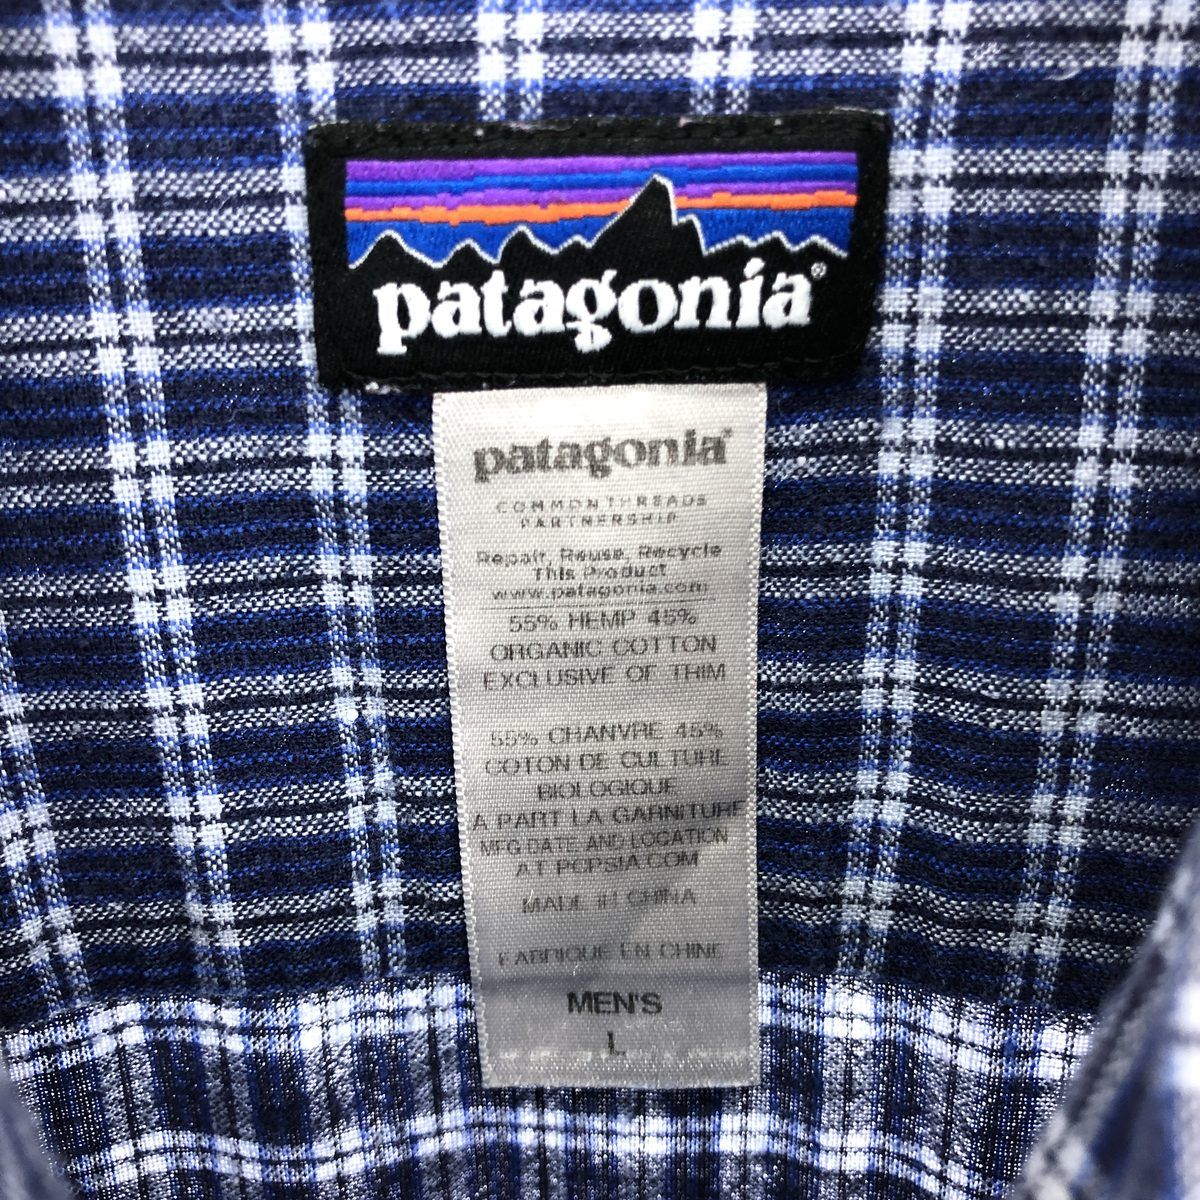 patagonia®
patagonia®
COMMON THREADS
PARTNERSHIP
Repair, Reuse, Recycle
This Product
www.patagonia.com
55% HEMP 45%
ORGANIC COTTON
EXCLUSIVE OF TRIM
55% CHANVRE 45%
COTON DE CULTURE
BIOLOGIQUE
A PART LA GARNITURE
MFG DATE AND LOCATION
AT POPSIA.COM
MADE IN CHINA
FABRIQUE EN CHINE
MEN'S
L